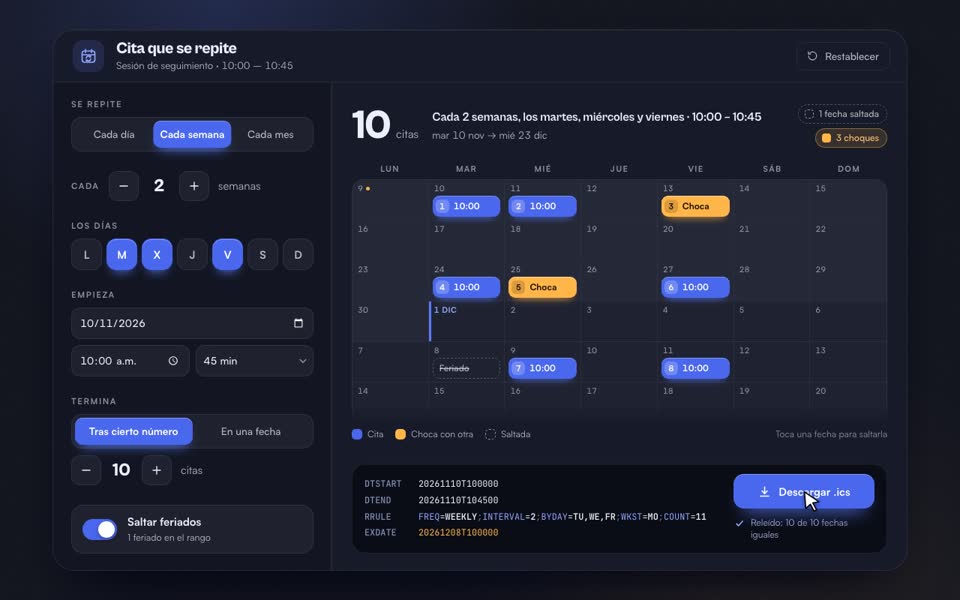 Cita que se repite
Sesión de seguimiento · 10:00 — 10:45
Restablecer
SE REPITE
Cada día
Cada semana
Cada mes
CADA
2
semanas
LOS DÍAS
L M X J V S D
EMPIEZA
10/11/2026
10:00 a.m.
45 min
TERMINA
Tras cierto número
En una fecha
10
citas
Saltar feriados
1 feriado en el rango
10 citas
Cada 2 semanas, los martes, miércoles y viernes · 10:00 – 10:45
mar 10 nov → mié 23 dic
1 fecha saltada
3 choques
LUN MAR MIÉ JUE VIE SÁB DOM
9 10 11 12 13 14 15
1 10:00
2 10:00
3 Choca
16 17 18 19 20 21 22
23 24 25 26 27 28 29
4 10:00
5 Choca
6 10:00
30 1 DIC 2 3 4 5 6
7 8 9 10 11 12 13
Feriado
7 10:00
8 10:00
14 15 16 17 18 19 20
Cita
Choca con otra
Saltada
Toca una fecha para saltarla
DTSTART 20261110T100000
DTEND 20261110T104500
RRULE FREQ=WEEKLY;INTERVAL=2;BYDAY=TU,WE,FR;WKST=MO;COUNT=11
EXDATE 20261208T100000
Descargar .ics
Releído: 10 de 10 fechas
iguales